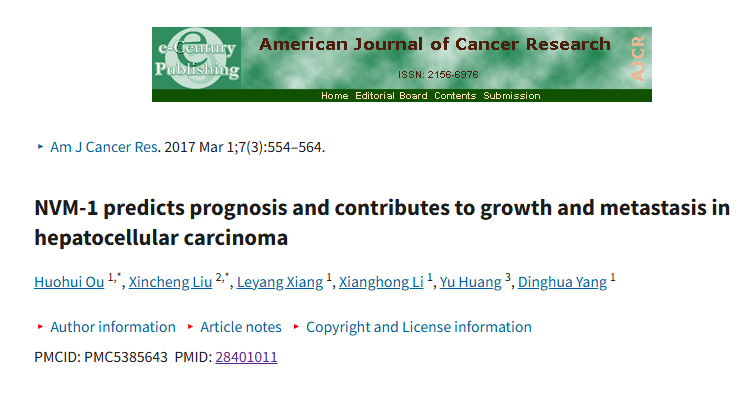 e-Century
Publishing
American Journal of Cancer Research
ISSN: 2156-6976
AJCR
Home Editorial Board Contents Submission
▸ Am J Cancer Res. 2017 Mar 1;7(3):554–564.
NVM-1 predicts prognosis and contributes to growth and metastasis in
hepatocellular carcinoma
Huohui Ou 1,*, Xincheng Liu 2,*, Leyang Xiang 1, Xianghong Li 1, Yu Huang 3, Dinghua Yang 1
▸ Author information ▸ Article notes ▸ Copyright and License information
PMCID: PMC5385643 PMID: 28401011